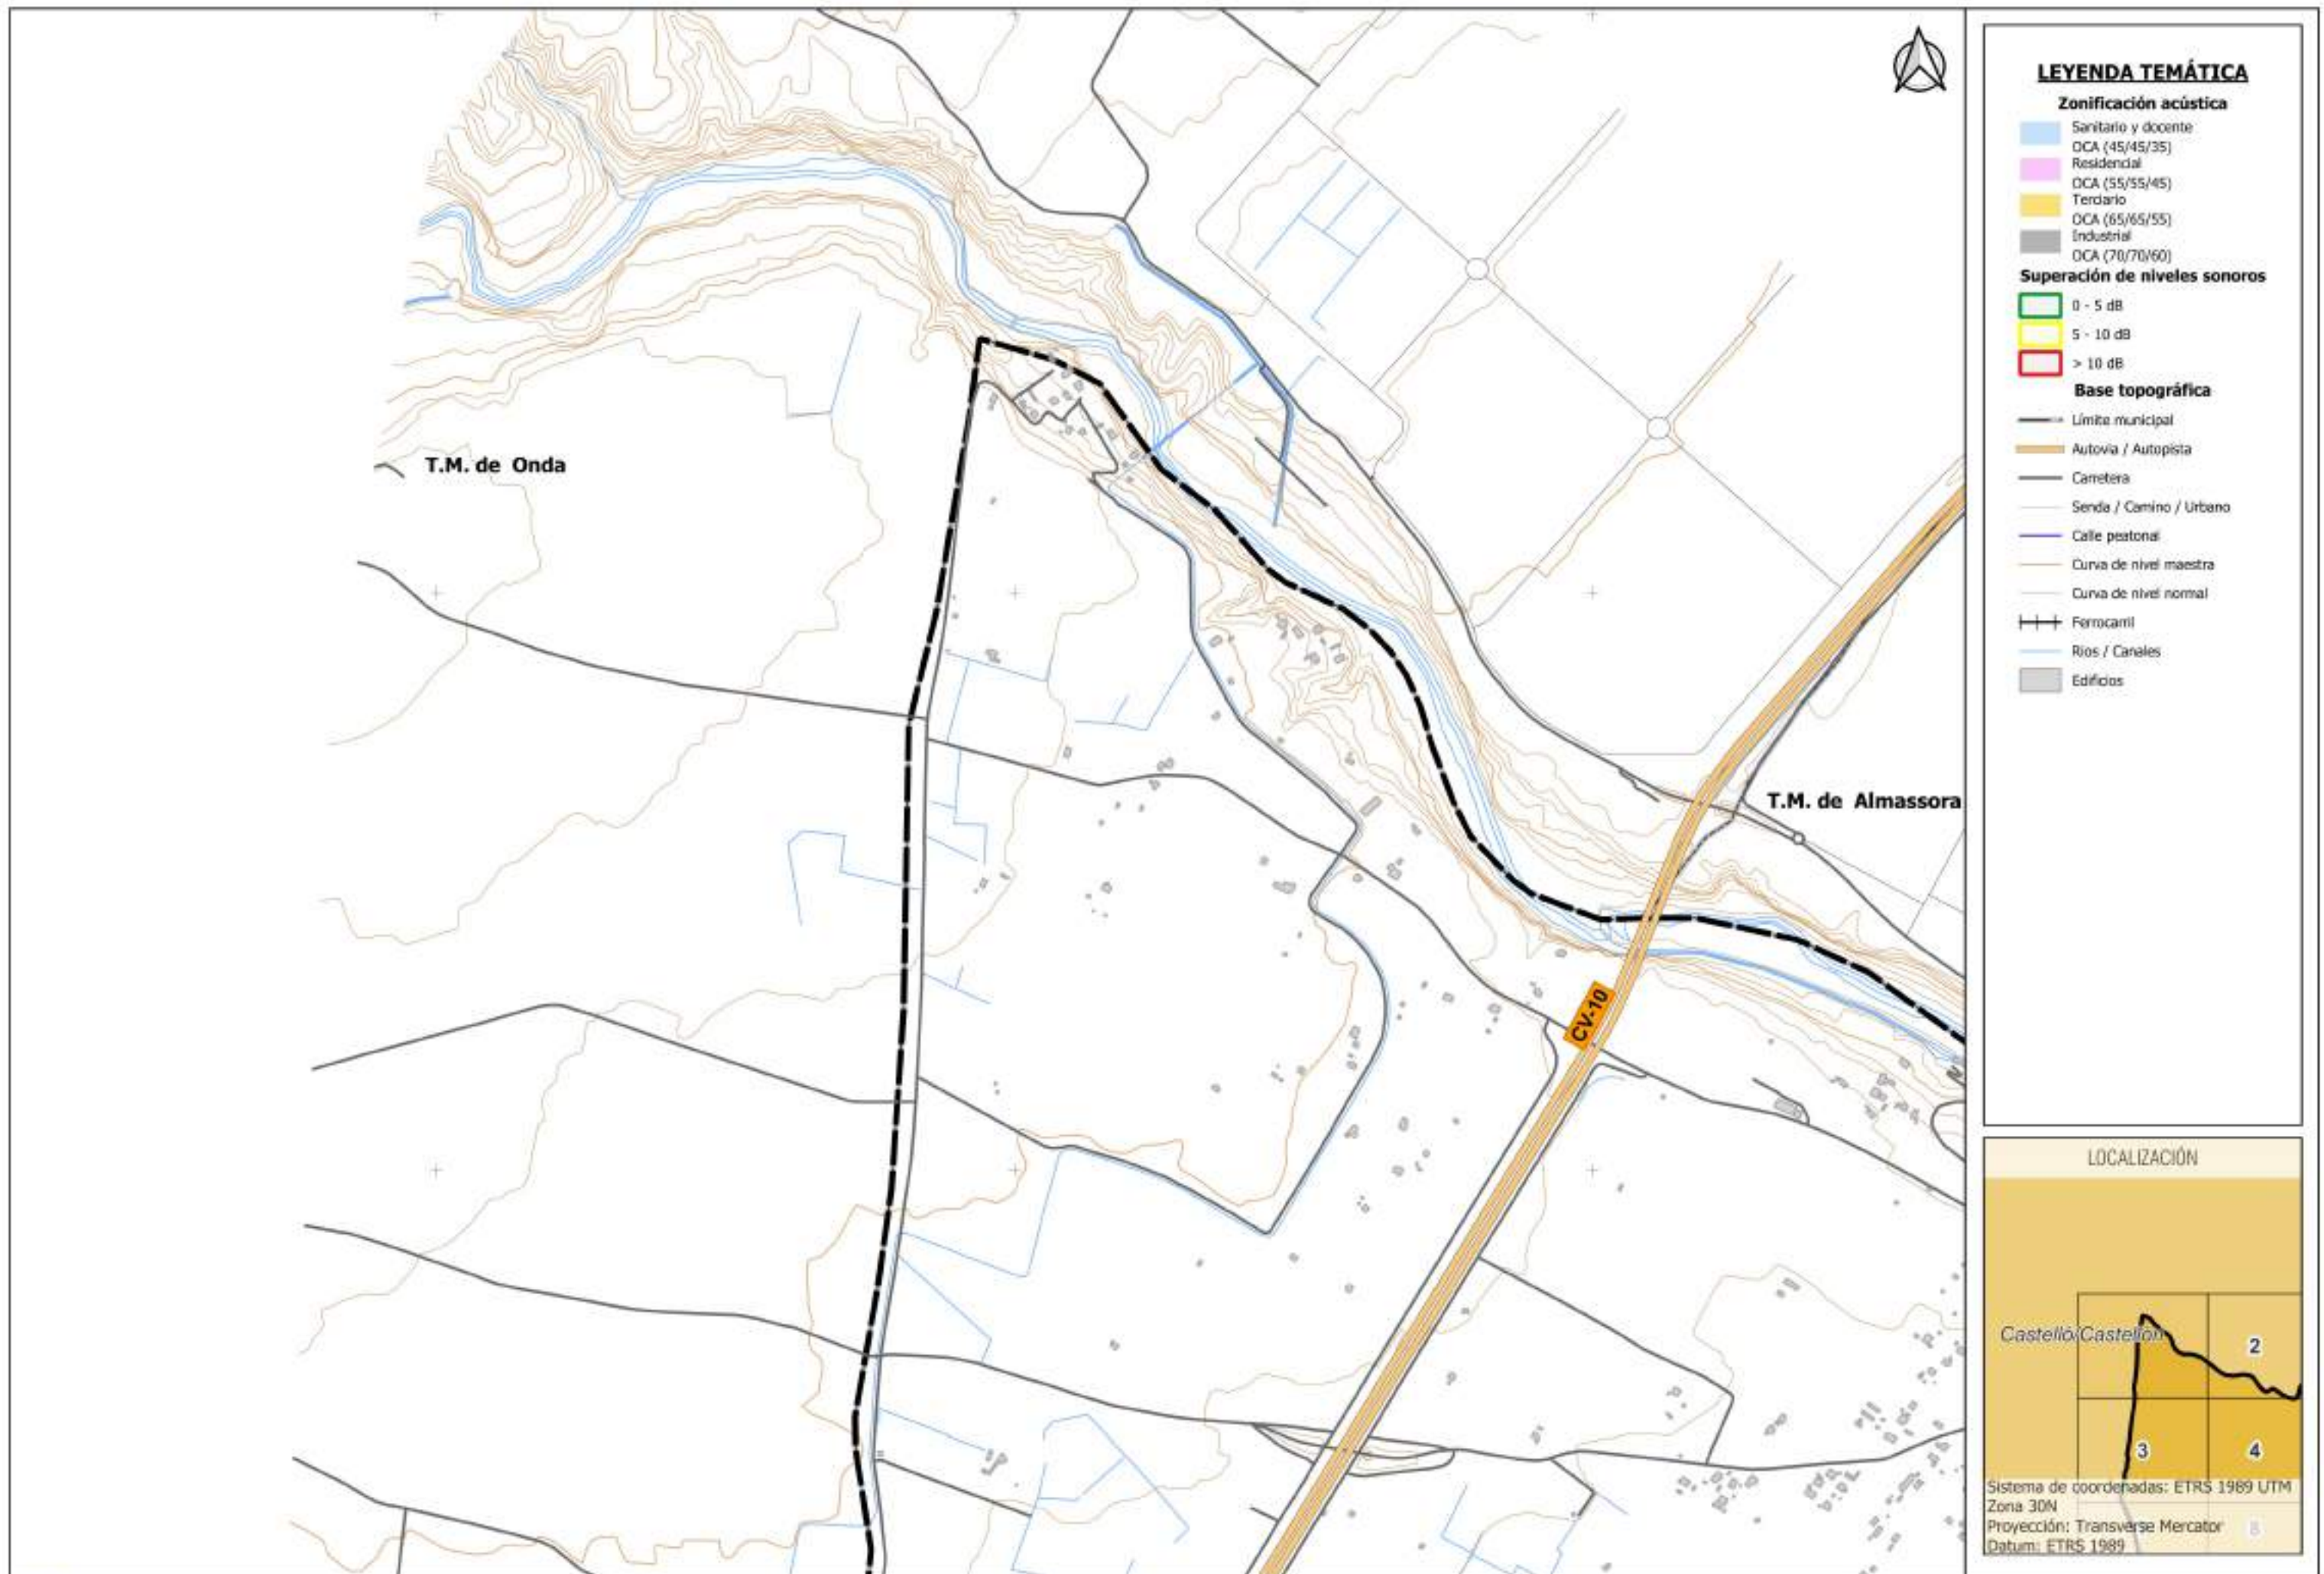 T.M. de Onda
T.M. de Almassora
CV-10
LEYENDA TEMÁTICA
Zonificación acústica
Sanitario y docente
OCA (45/45/35)
Residencial
OCA (55/55/45)
Terciario
OCA (65/65/55)
Industrial
OCA (70/70/60)
Superación de niveles sonoros
0 - 5 dB
5 - 10 dB
> 10 dB
Base topográfica
Límite municipal
Autovia / Autopista
Carretera
Senda / Camino / Urbano
Calle peatonal
Curva de nivel maestra
Curva de nivel normal
Ferrocarril
Rios / Canales
Edificios
LOCALIZACIÓN
Castelló/Castellón
2
3
4
Sistema de coordenadas: ETRS 1989 UTM
Zona 30N
Proyección: Transverse Mercator
8
Datum: ETRS 1989